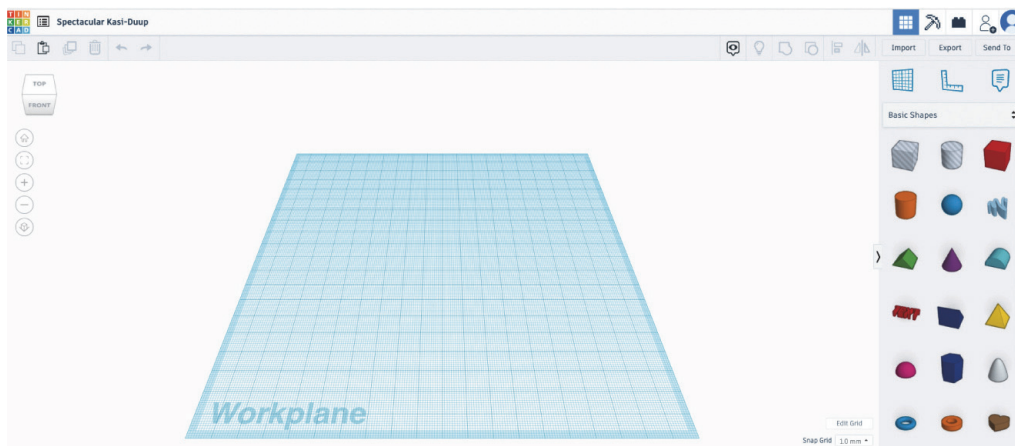 TIN
KER
CAD
Spectacular Kasi-Duup
Import Export Send To
TOP
FRONT
Basic Shapes
TEXT
Workplane
Edit Grid
Snap Grid 1.0 mm